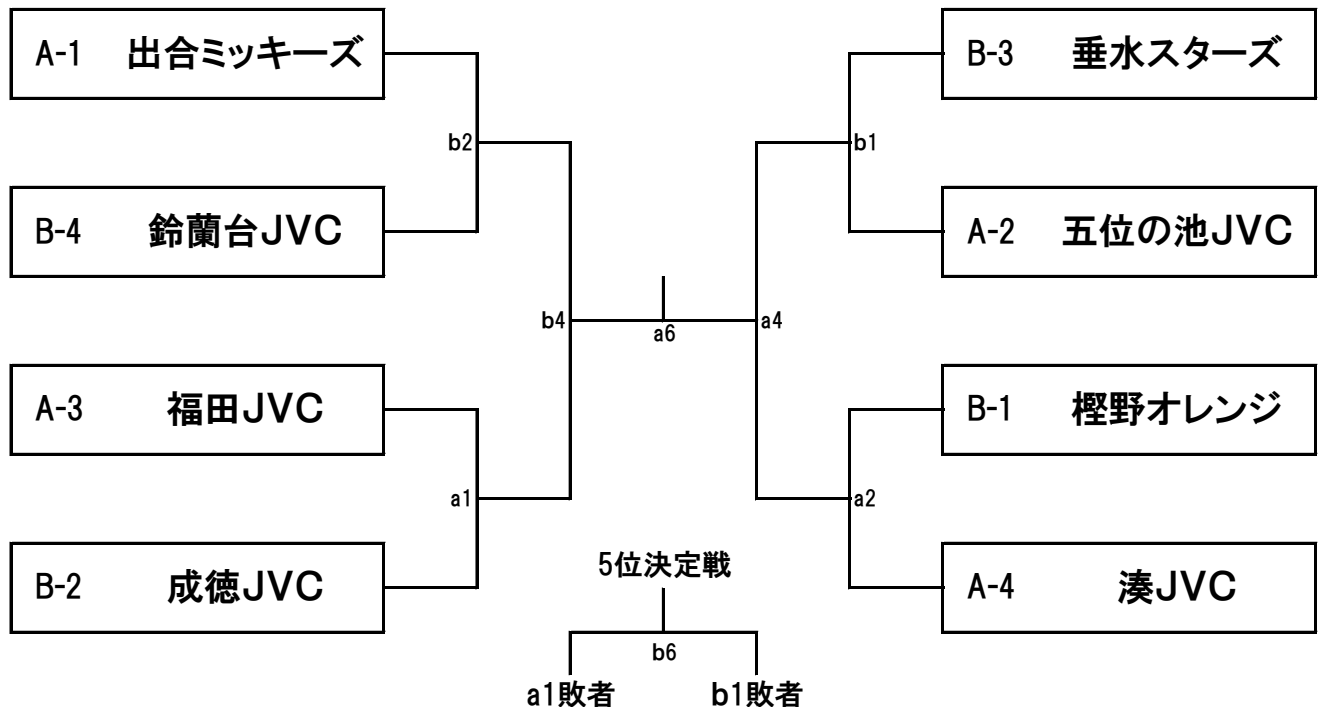 A-1 出合ミッキーズ
B-3 垂水スターズ
b2
b1
B-4 鈴蘭台JVC
A-2 五位の池JVC
b4
a6
a4
A-3 福田JVC
B-1 樫野オレンジ
a1
a2
5位決定戦
B-2 成徳JVC
A-4 湊JVC
b6
a1敗者
b1敗者